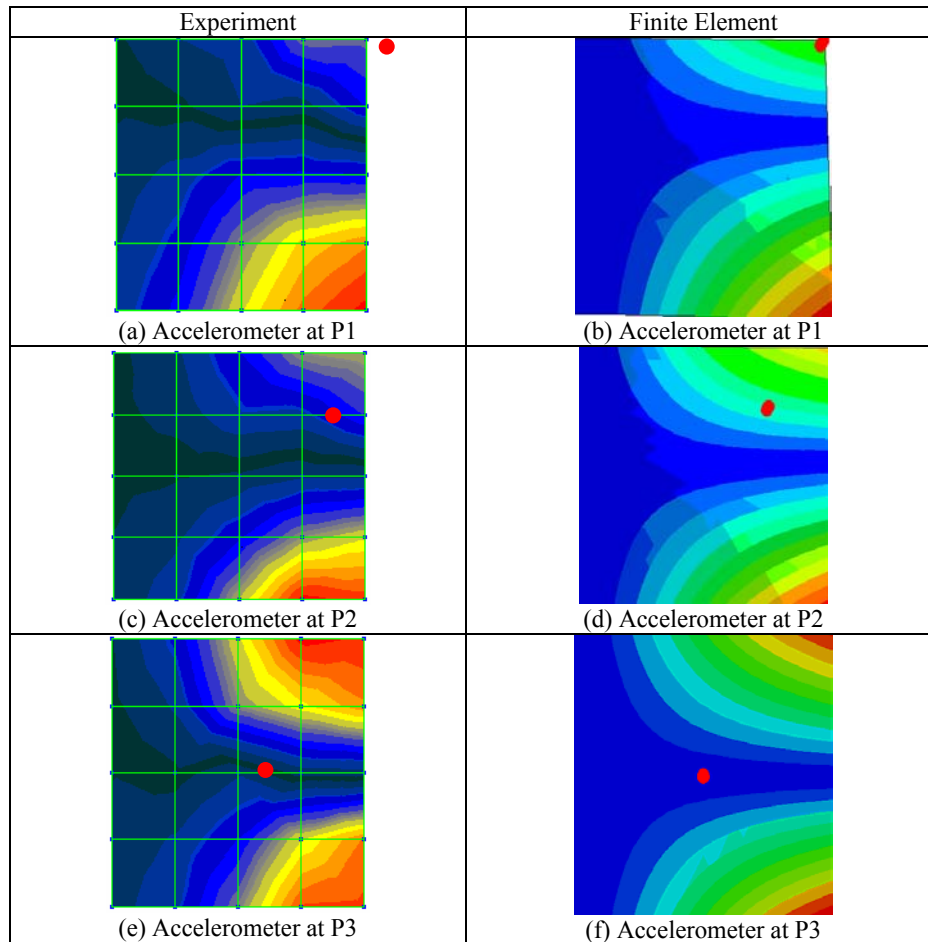 Experiment
Finite Element
(a) Accelerometer at P1
(b) Accelerometer at P1
(c) Accelerometer at P2
(d) Accelerometer at P2
(e) Accelerometer at P3
(f) Accelerometer at P3